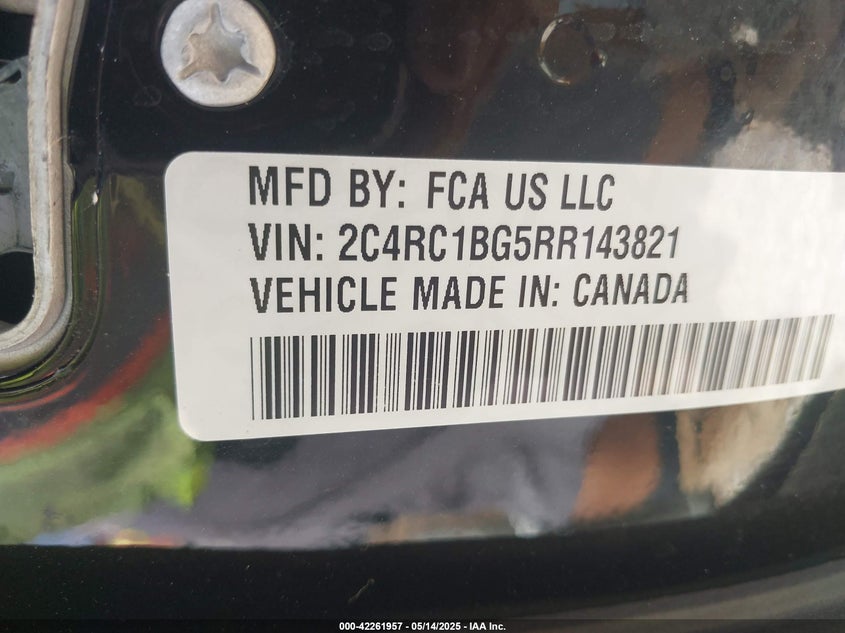 MFD BY: FCA US LLC
VIN: 2C4RC1BG5RR143821
VEHICLE MADE IN: CANADA
000-42261957 - 05/14/2025 - IAA Inc.